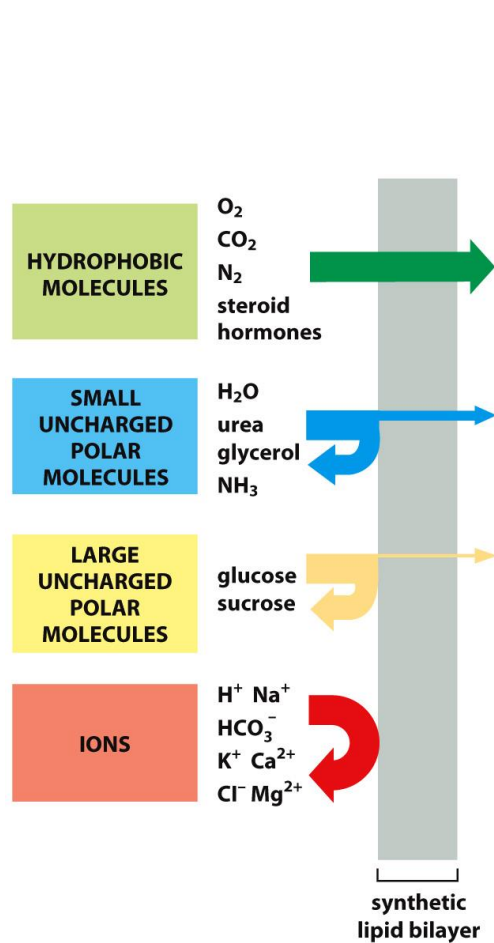 HYDROPHOBIC
MOLECULES
O₂
CO₂
N₂
steroid
hormones
SMALL
UNCHARGED
POLAR
MOLECULES
H₂O
urea
glycerol
NH₃
LARGE
UNCHARGED
POLAR
MOLECULES
glucose
sucrose
IONS
H⁺ Na⁺
HCO₃⁻
K⁺ Ca²⁺
Cl⁻ Mg²⁺
synthetic
lipid bilayer